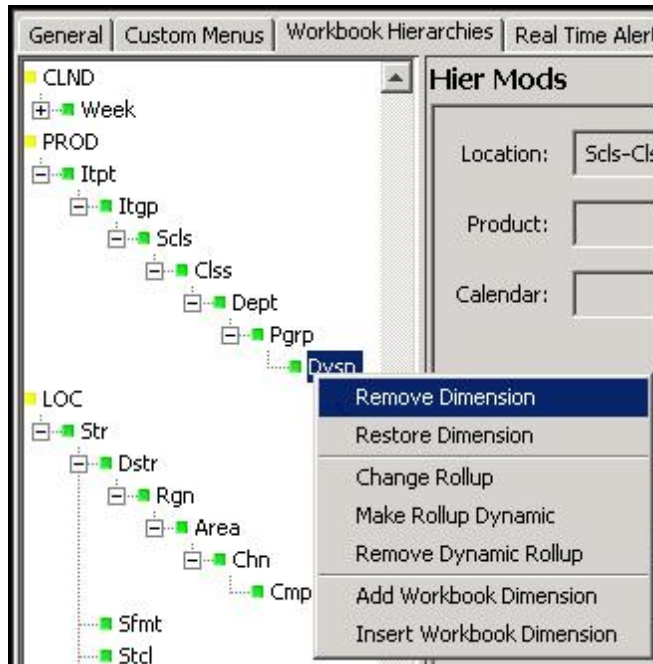 General Custom Menus Workbook Hierarchies Real Time Alert
CLND
Week
PROD
Itpt
Itgp
Scls
Clss
Dept
Pgrp
Dvsn
LOC
Str
Dstr
Rgn
Area
Chn
Cmp
Sfmt
Stcl
Hier Mods
Location: Scls-Cls
Product:
Calendar:
Remove Dimension
Restore Dimension
Change Rollup
Make Rollup Dynamic
Remove Dynamic Rollup
Add Workbook Dimension
Insert Workbook Dimension